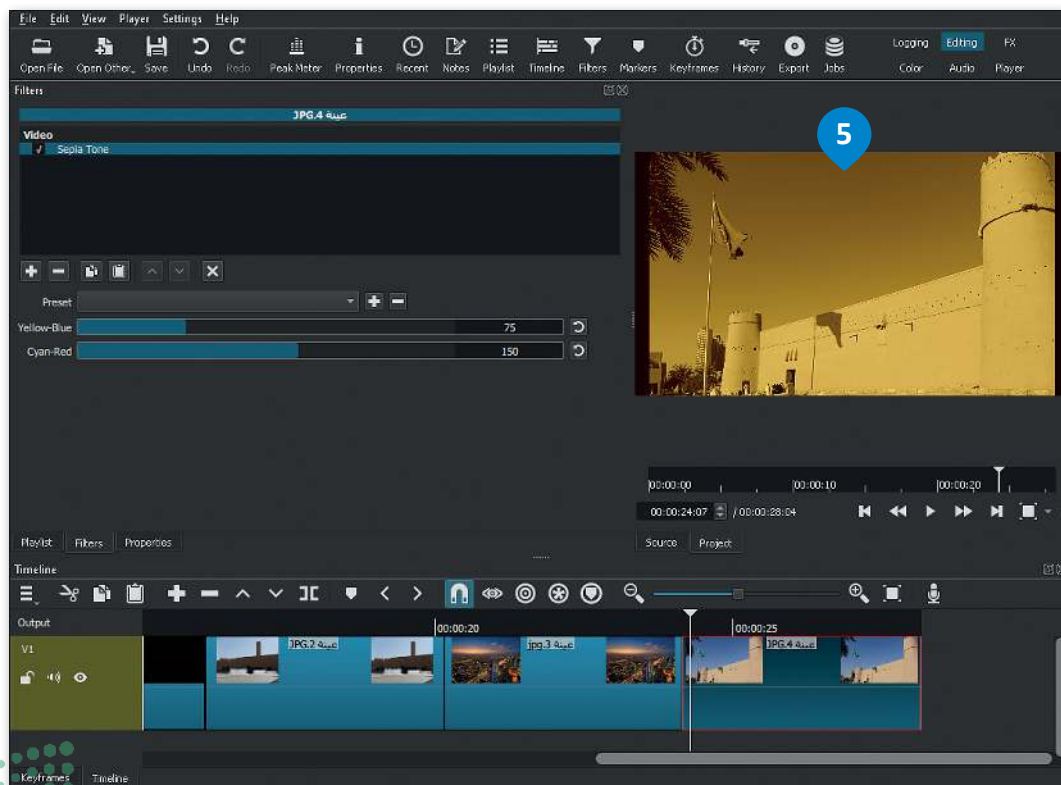 File Edit View Player Settings Help
Open File Open Other... Save Undo Redo Peak Meter Properties Recent Notes Playlist Timeline Filters Markers Keyframes History Export Jobs
Logging Editing FX
Color Audio Player
Filters
عينة 4.JPG
Video
Sepia Tone
5
Preset
Yellow-Blue 75
Cyan-Red 150
00:00:00 00:00:10 00:00:20
00:00:24:07 / 00:00:28:04
Playlist Filters Properties
Source Project
Timeline
Output
00:00:20 00:00:25
V1
عينة 2.JPG عينة 3.jpg عينة 4.JPG
Keyframes Timeline